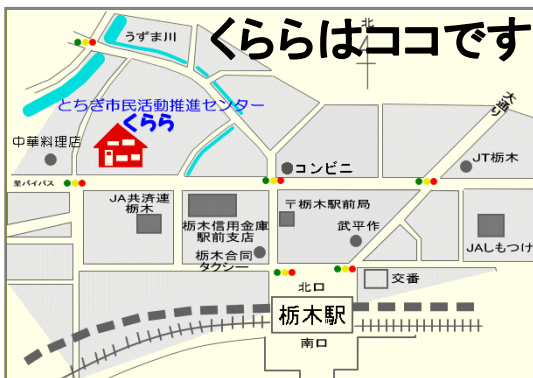 くららはココです
北
うずま川
大通り
とちぎ市民活動推進センター
くらら
中華料理店
コンビニ
JT栃木
至バイパス
JA共済連
栃木
栃木信用金庫
駅前支店
〒栃木駅前局
武平作
JAしもつけ
栃木合同
タクシー
北口
交番
栃木駅
南口